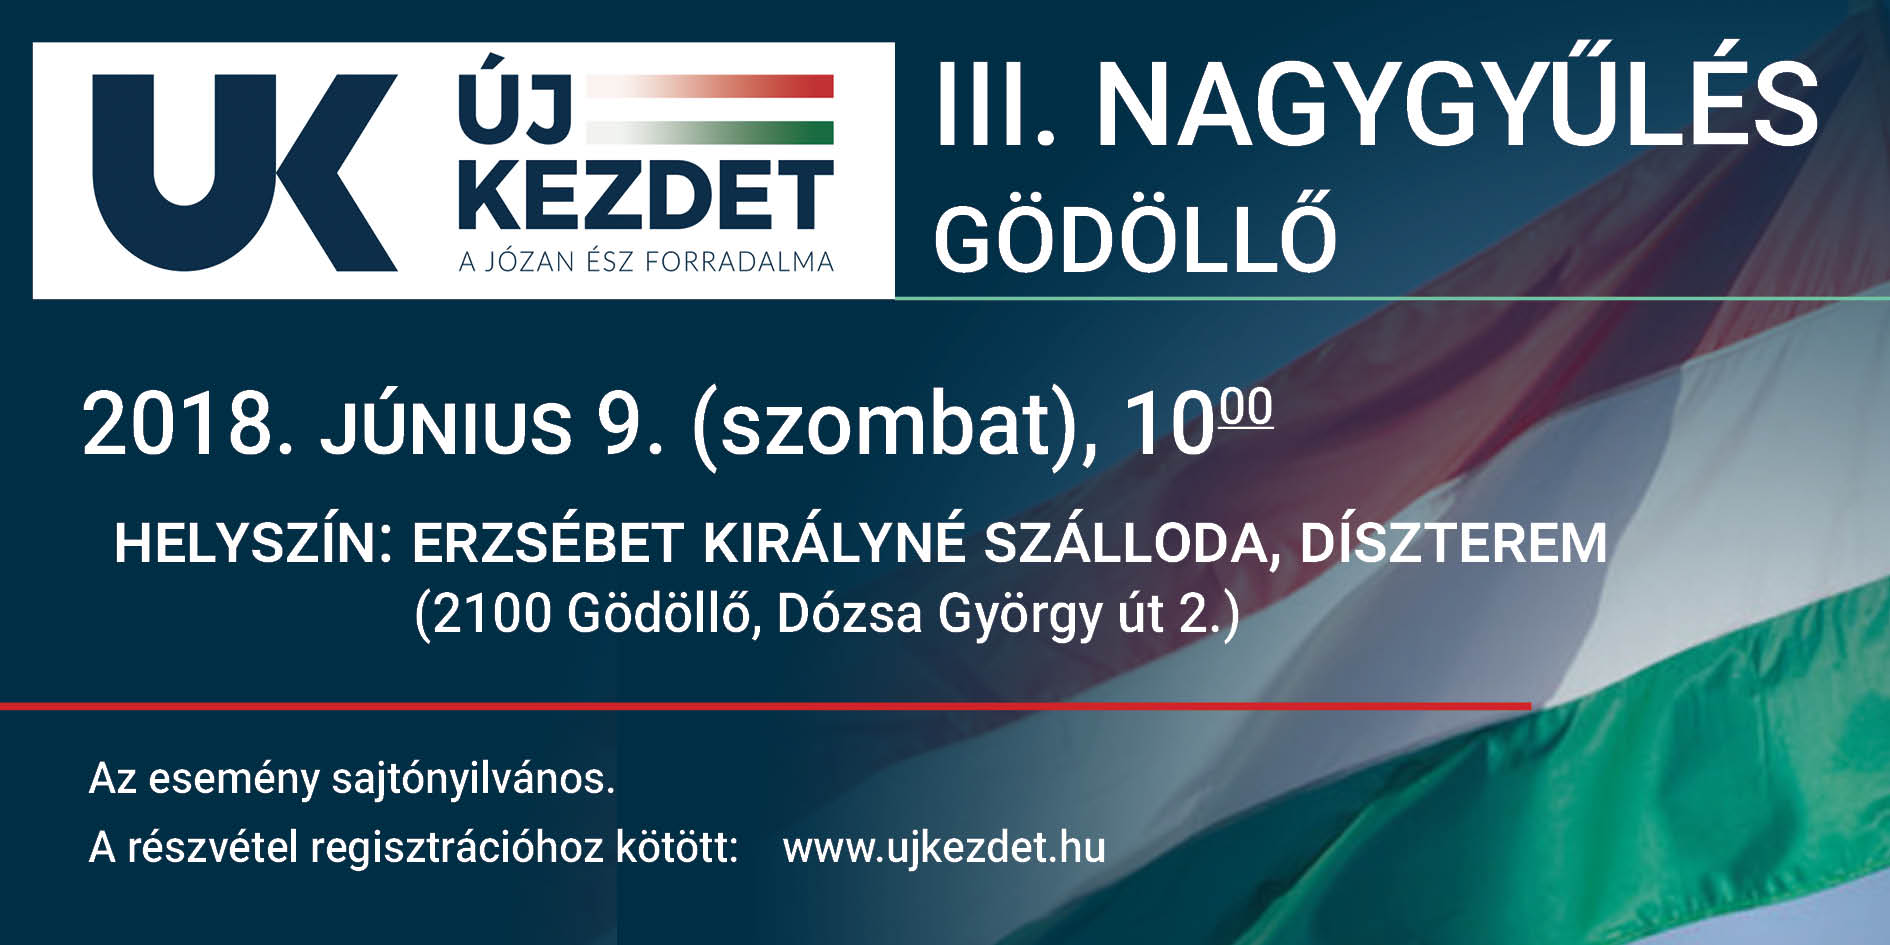 UK
ÚJ
KEZDET
A JÓZAN ÉSZ FORRADALMA
III. NAGYGYŰLÉS
GÖDÖLLŐ
2018. JÚNIUS 9. (szombat), 10⁰⁰
HELYSZÍN: ERZSÉBET KIRÁLYNÉ SZÁLLODA, DÍSZTEREM
(2100 Gödöllő, Dózsa György út 2.)
Az esemény sajtónyilvános.
A részvétel regisztrációhoz kötött: www.ujkezdet.hu